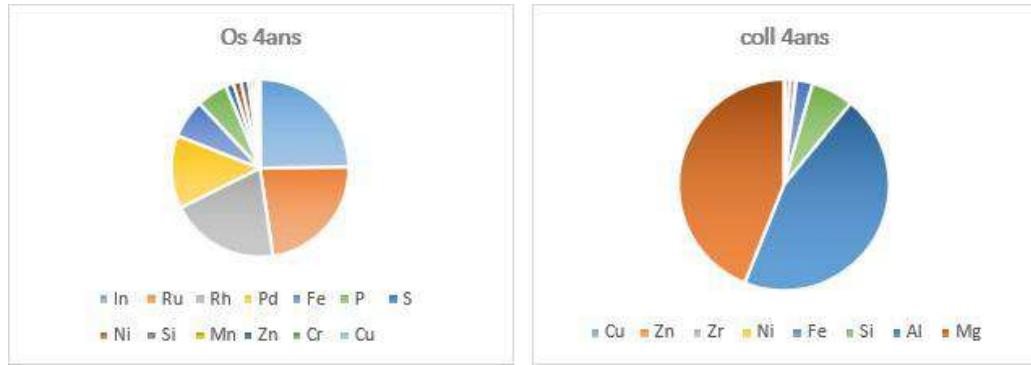 Os 4ans
In Ru Rh Pd Fe P S
Ni Si Mn Zn Cr Cu
coll 4ans
Cu Zn Zr Ni Fe Si Al Mg